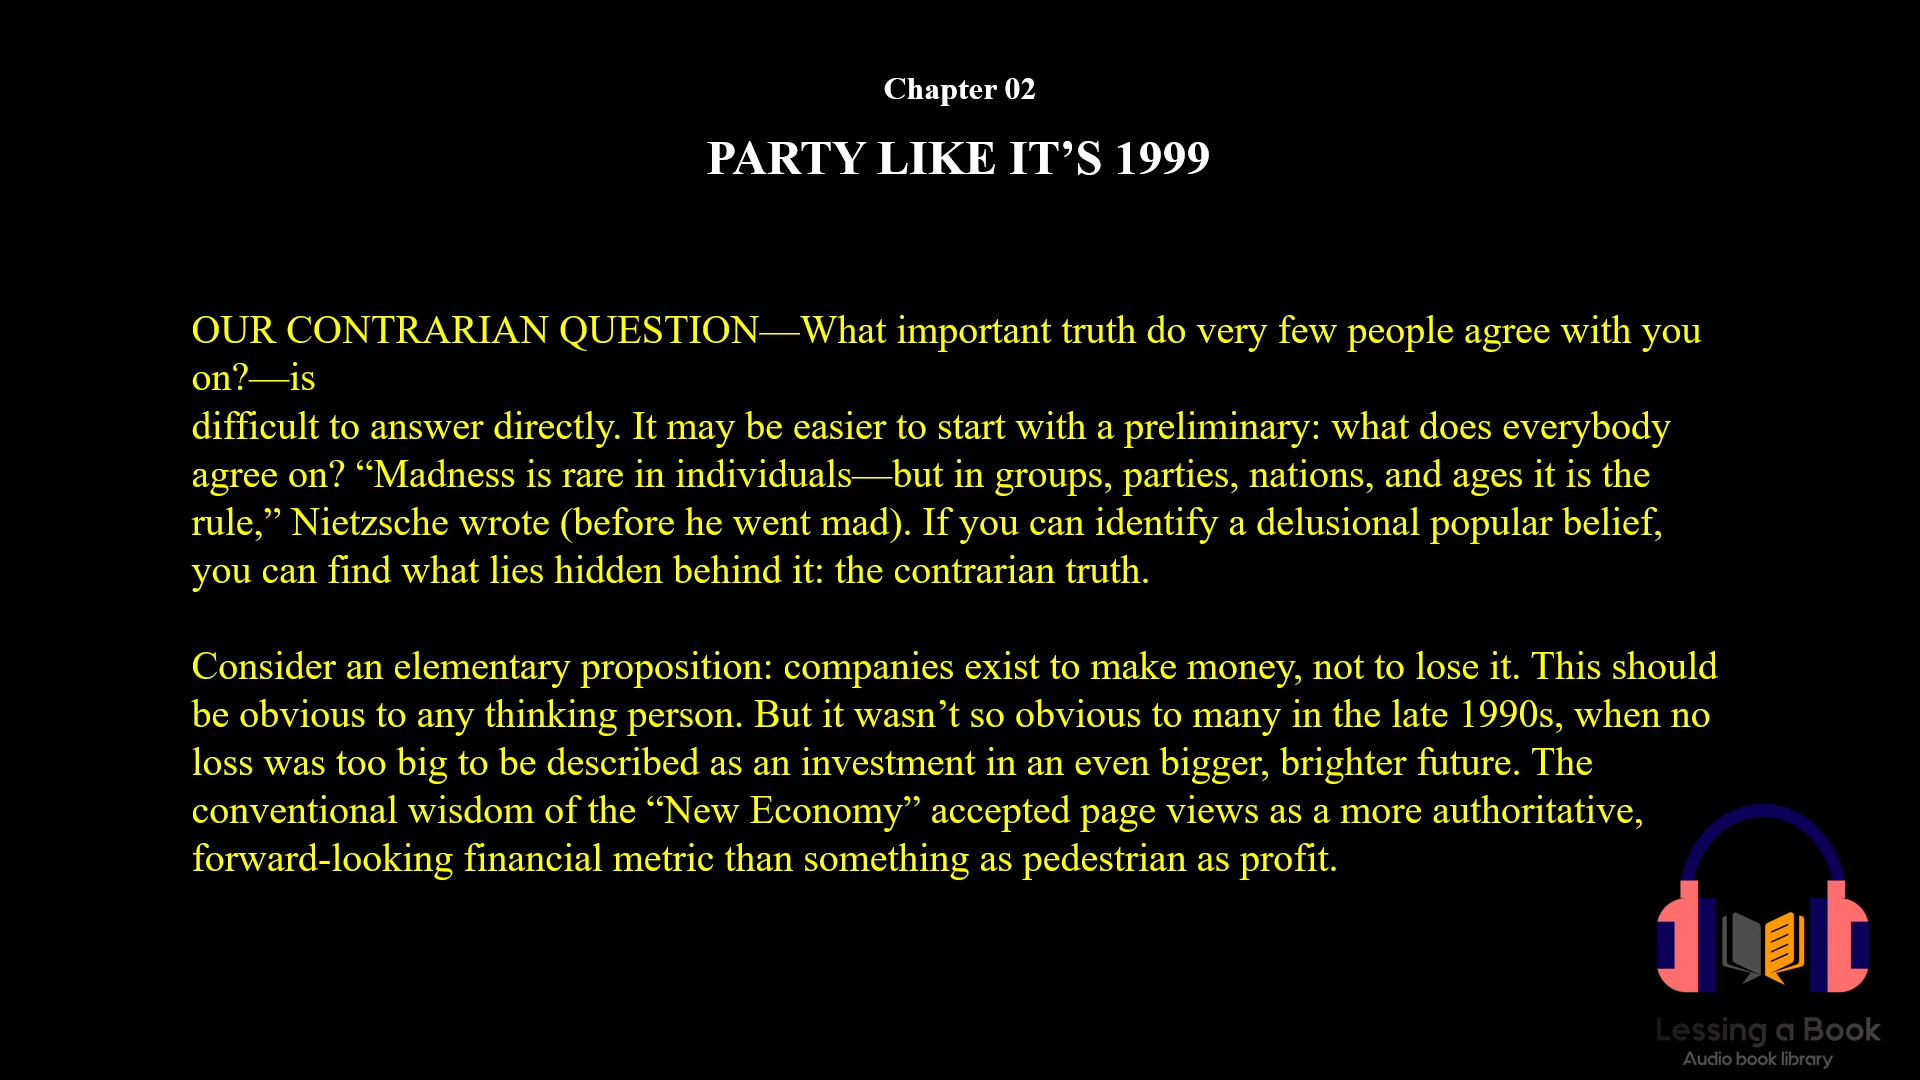 Chapter 02
PARTY LIKE IT’S 1999
OUR CONTRARIAN QUESTION—What important truth do very few people agree with you
on?—is
difficult to answer directly. It may be easier to start with a preliminary: what does everybody
agree on? “Madness is rare in individuals—but in groups, parties, nations, and ages it is the
rule,” Nietzsche wrote (before he went mad). If you can identify a delusional popular belief,
you can find what lies hidden behind it: the contrarian truth.
Consider an elementary proposition: companies exist to make money, not to lose it. This should
be obvious to any thinking person. But it wasn’t so obvious to many in the late 1990s, when no
loss was too big to be described as an investment in an even bigger, brighter future. The
conventional wisdom of the “New Economy” accepted page views as a more authoritative,
forward-looking financial metric than something as pedestrian as profit.
Lessing a Book
Audio book library